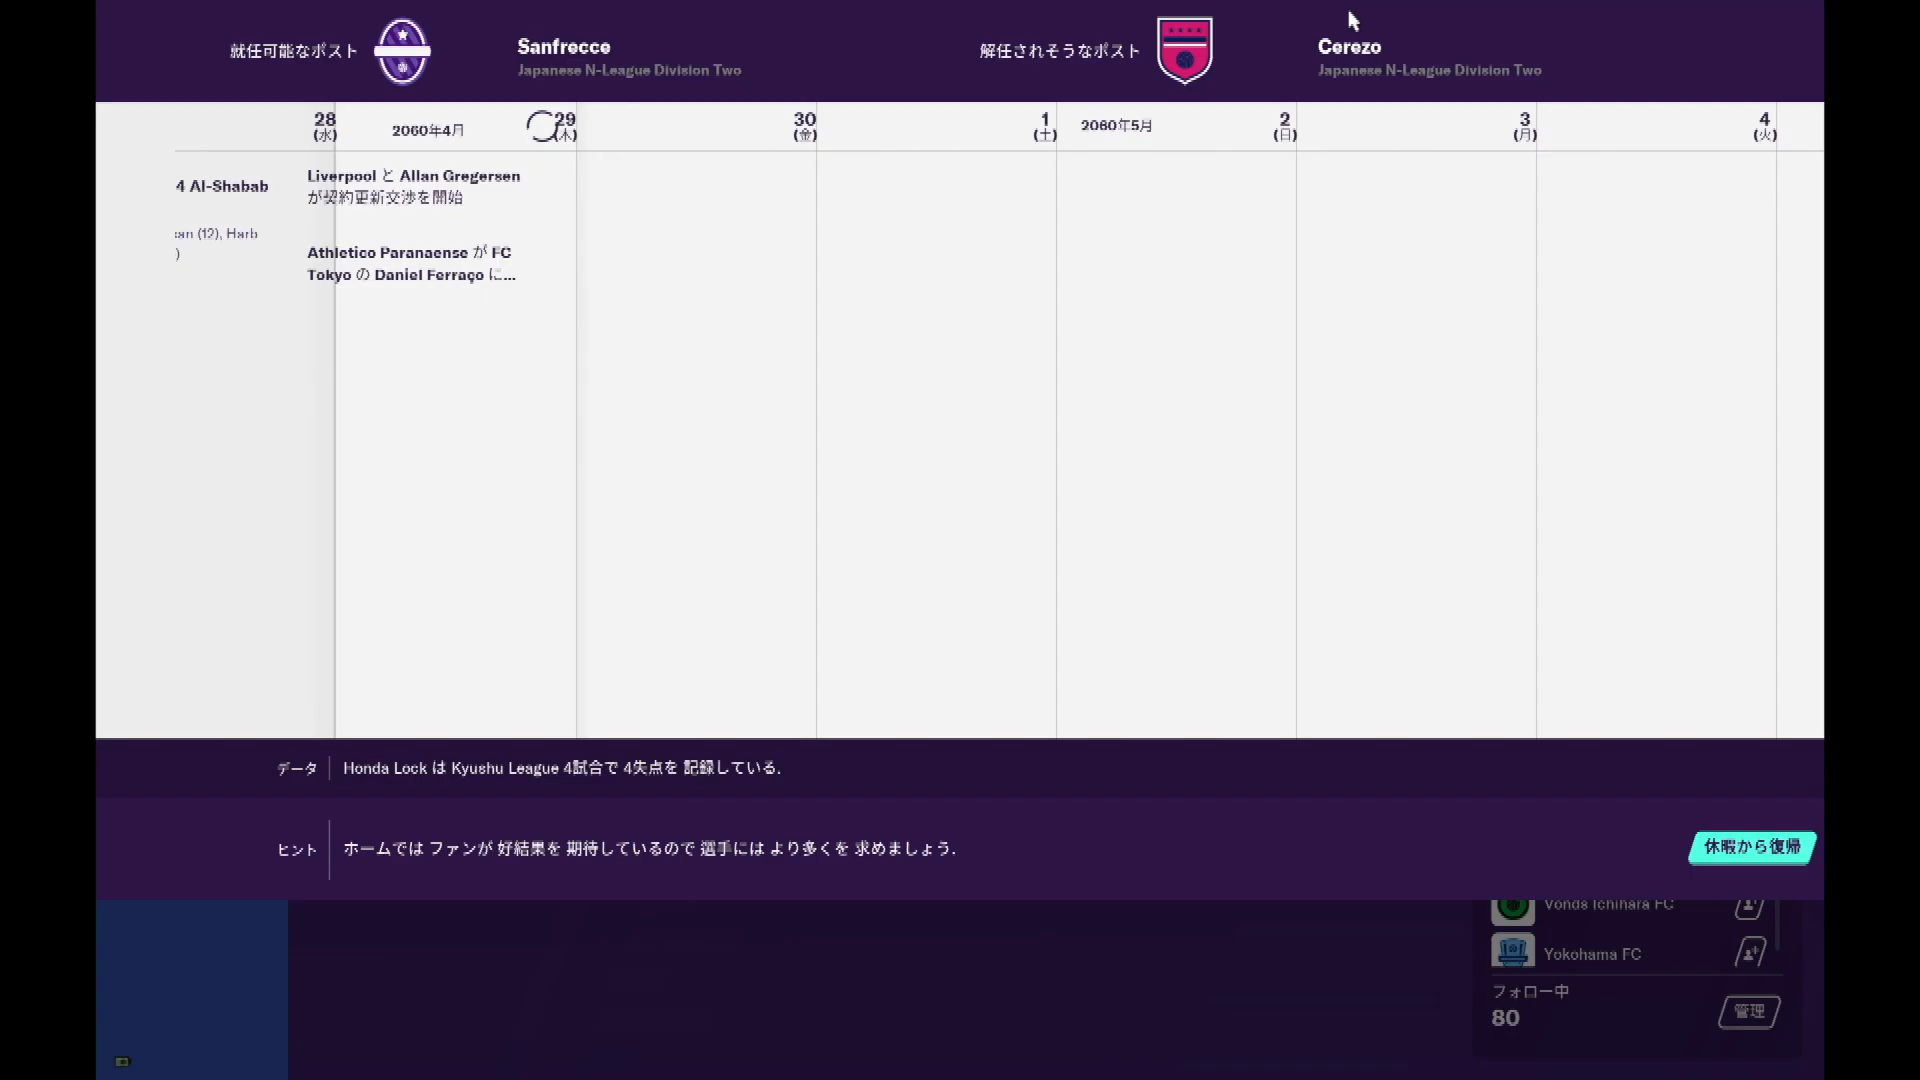 就任可能なポスト
Sanfrecce
Japanese N-League Division Two
解任されそうなポスト
Cerezo
Japanese N-League Division Two
28
(水)
2060年4月
29
(木)
30
(金)
1
(土)
2060年5月
2
(日)
3
(月)
4
(火)
4 Al-Shabab
an (12), Harb
)
Liverpool と Allan Gregersen
が契約更新交渉を開始
Athletico Paranaense が FC
Tokyo の Daniel Ferraço に...
データ
Honda Lock は Kyushu League 4試合で 4失点を 記録している.
ヒント
ホームでは ファンが 好結果を 期待しているので 選手には より多くを 求めましょう.
休暇から復帰
Vonds Ichihara FC
Yokohama FC
フォロー中
80
管理